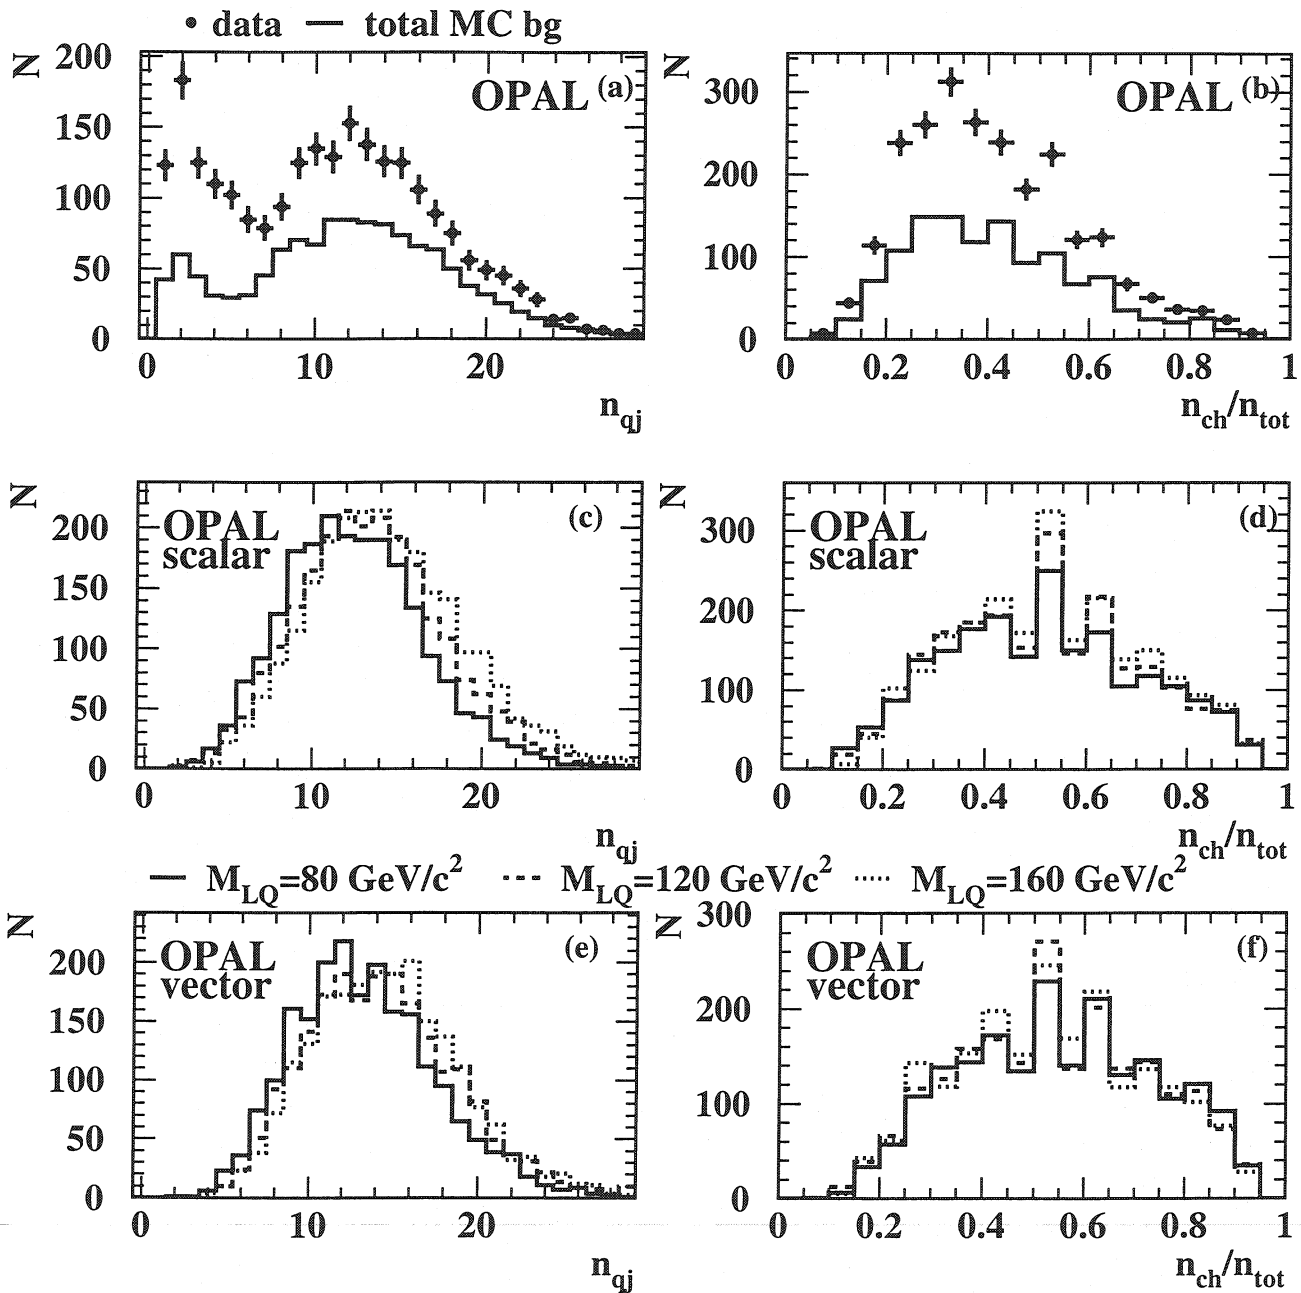 data total MC bg
N
200
150
100
50
0
OPAL (a)
0 10 20
n_qj
N
300
200
100
0
OPAL (b)
0 0.2 0.4 0.6 0.8 1
n_ch/n_tot
N
200
150
100
50
0
OPAL
scalar
(c)
0 10 20
n_qj
N
300
200
100
0
OPAL
scalar
(d)
0 0.2 0.4 0.6 0.8 1
n_ch/n_tot
M_LQ=80 GeV/c² M_LQ=120 GeV/c² M_LQ=160 GeV/c²
N
200
150
100
50
0
OPAL
vector
(e)
0 10 20
n_qj
N
300
200
100
0
OPAL
vector
(f)
0 0.2 0.4 0.6 0.8 1
n_ch/n_tot